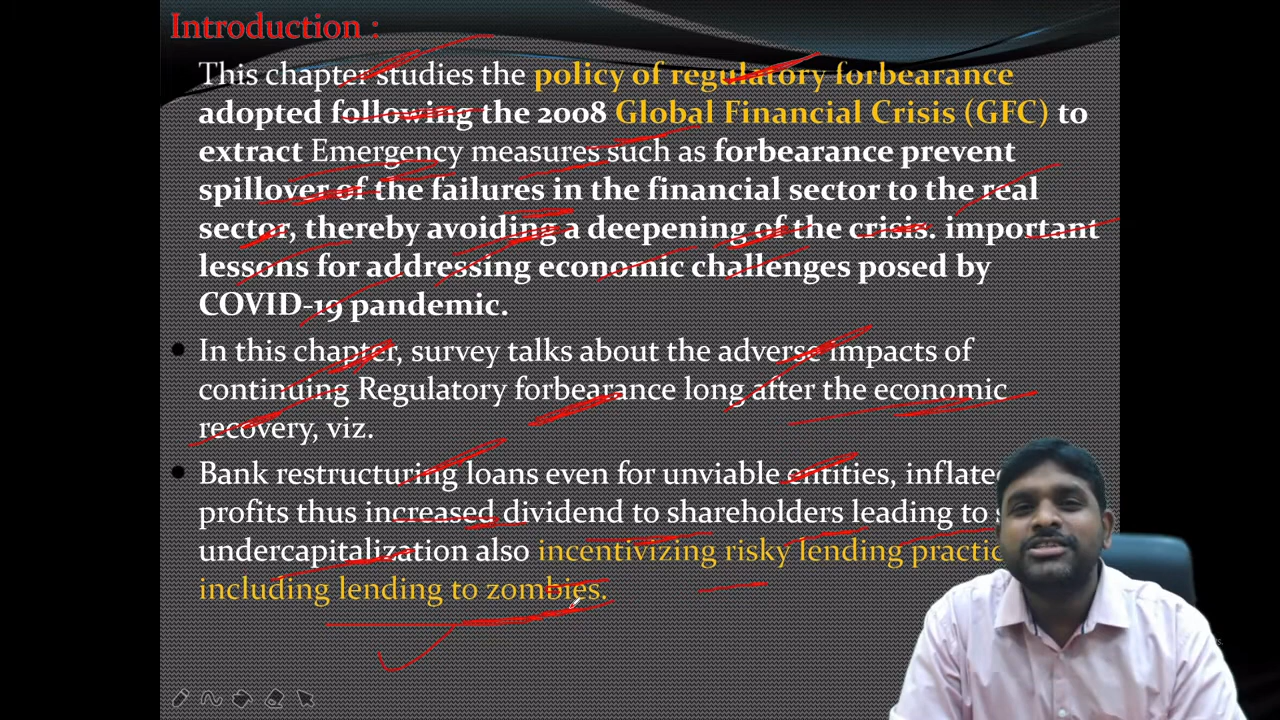 Introduction :
This chapter studies the policy of regulatory forbearance
adopted following the 2008 Global Financial Crisis (GFC) to
extract Emergency measures such as forbearance prevent
spillover of the failures in the financial sector to the real
sector, thereby avoiding a deepening of the crisis. important
lessons for addressing economic challenges posed by
COVID-19 pandemic.
In this chapter, survey talks about the adverse impacts of
continuing Regulatory forbearance long after the economic
recovery, viz.
Bank restructuring loans even for unviable entities,
profits thus increased dividend to shareholders leading to
undercapitalization also incentivizing risky lending
including lending to zombies.